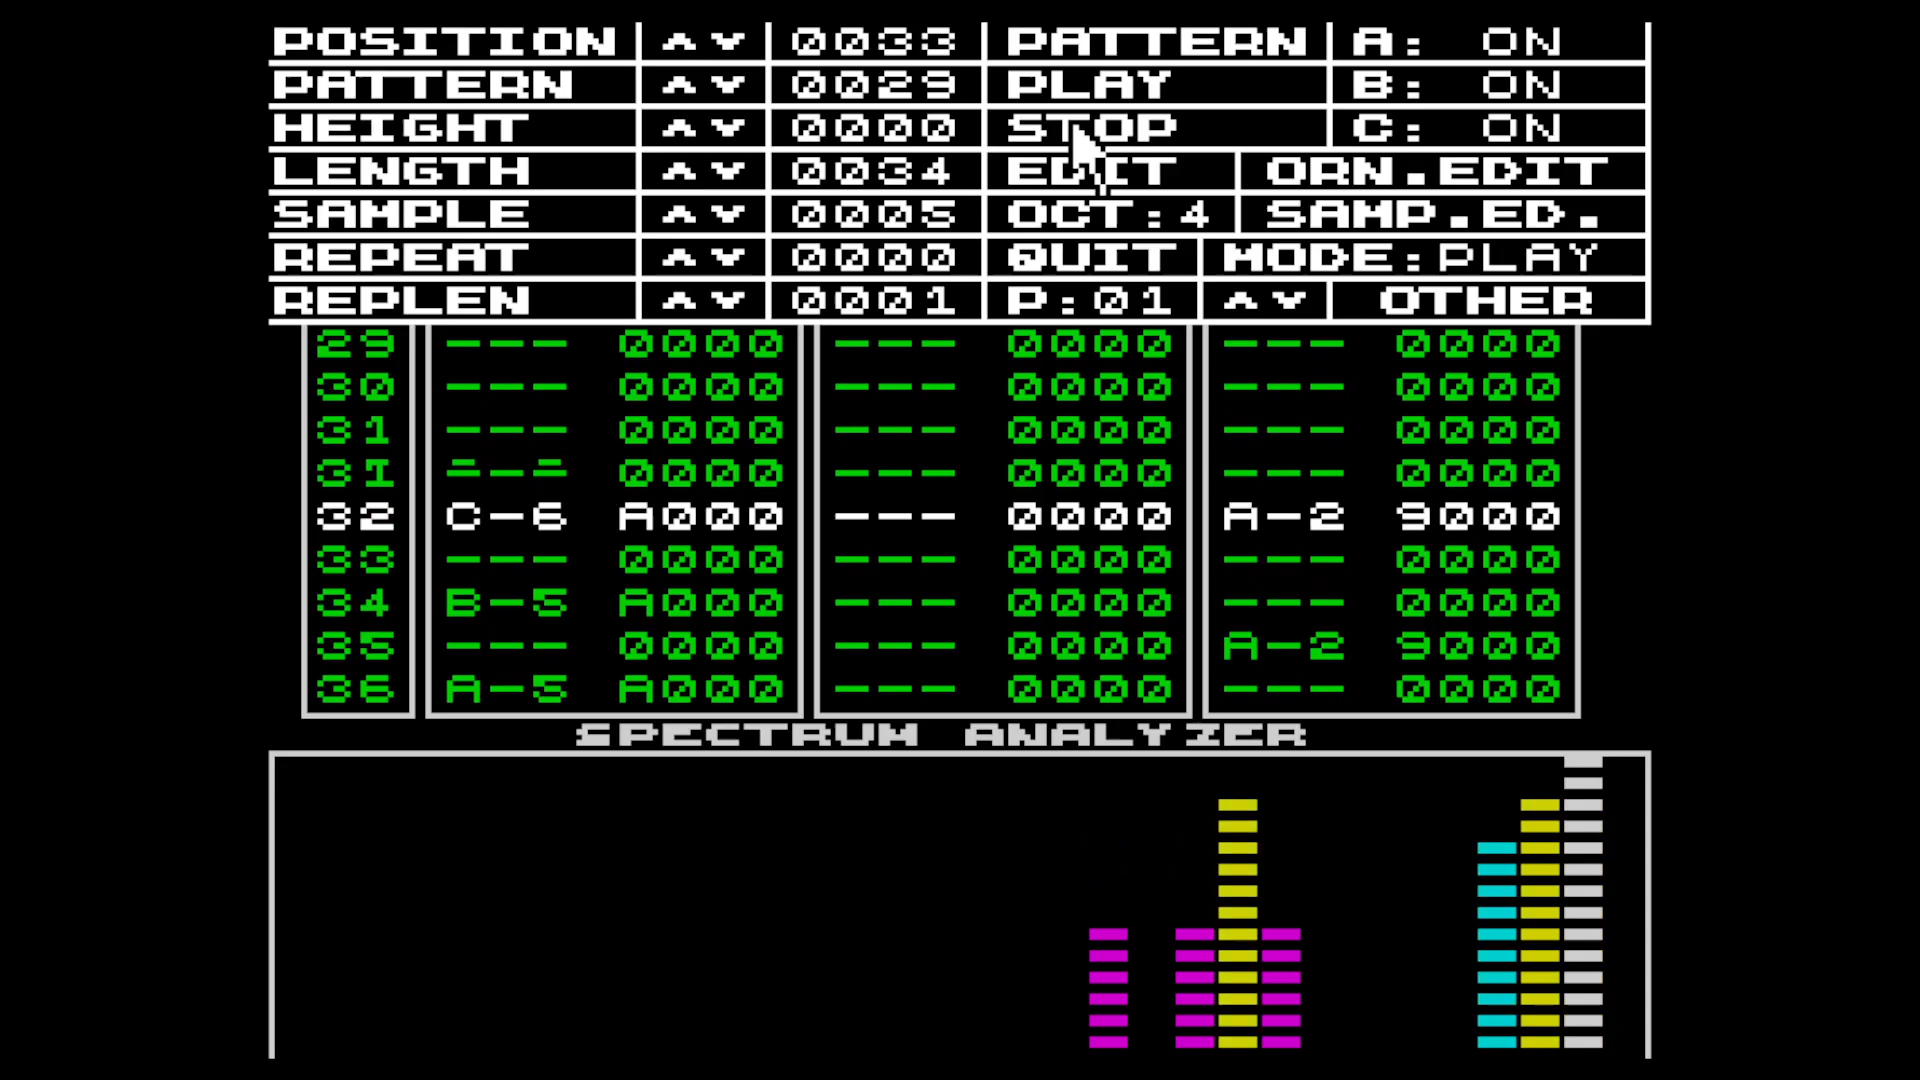 POSITION 0033 PATTERN A: ON
PATTERN 0029 PLAY B: ON
HEIGHT 0000 STOP C: ON
LENGTH 0034 EDIT ORN.EDIT
SAMPLE 0005 OCT:4 SAMP.ED.
REPEAT 0000 QUIT MODE:PLAY
REPLEN 0001 P:01 OTHER
29 --- 0000 --- 0000 --- 0000
30 --- 0000 --- 0000 --- 0000
31 --- 0000 --- 0000 --- 0000
31 --- 0000 --- 0000 --- 0000
32 C-6 A000 --- 0000 A-2 9000
33 --- 0000 --- 0000 --- 0000
34 B-5 A000 --- 0000 --- 0000
35 --- 0000 --- 0000 A-2 9000
36 A-5 A000 --- 0000 --- 0000
SPECTRUM ANALYZER